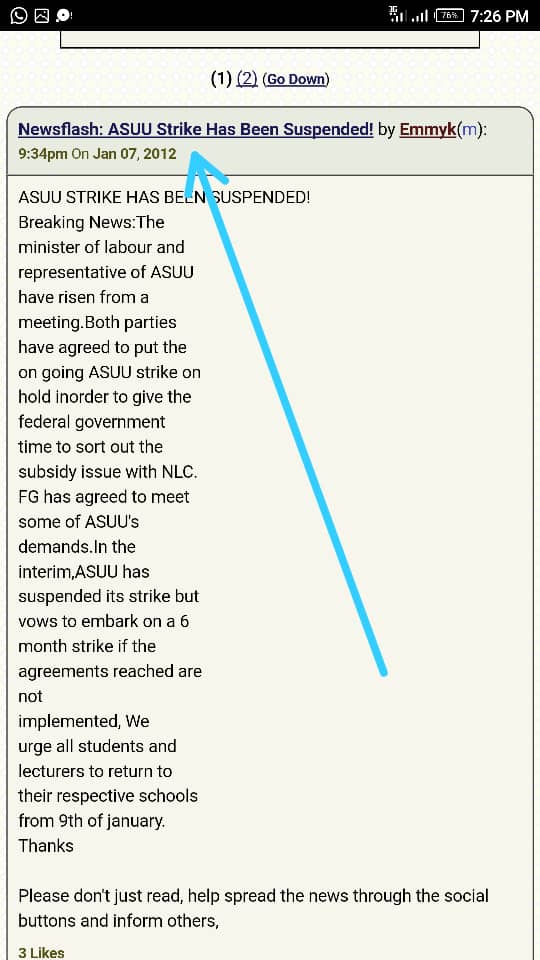 3G
76%
7:26 PM
(1) (2) (Go Down)
Newsflash: ASUU Strike Has Been Suspended! by Emmyk(m):
9:34pm On Jan 07, 2012
ASUU STRIKE HAS BEEN SUSPENDED!
Breaking News:The
minister of labour and
representative of ASUU
have risen from a
meeting.Both parties
have agreed to put the
on going ASUU strike on
hold inorder to give the
federal government
time to sort out the
subsidy issue with NLC.
FG has agreed to meet
some of ASUU's
demands.In the
interim,ASUU has
suspended its strike but
vows to embark on a 6
month strike if the
agreements reached are
not
implemented, We
urge all students and
lecturers to return to
their respective schools
from 9th of january.
Thanks
Please don't just read, help spread the news through the social
buttons and inform others,
3 Likes